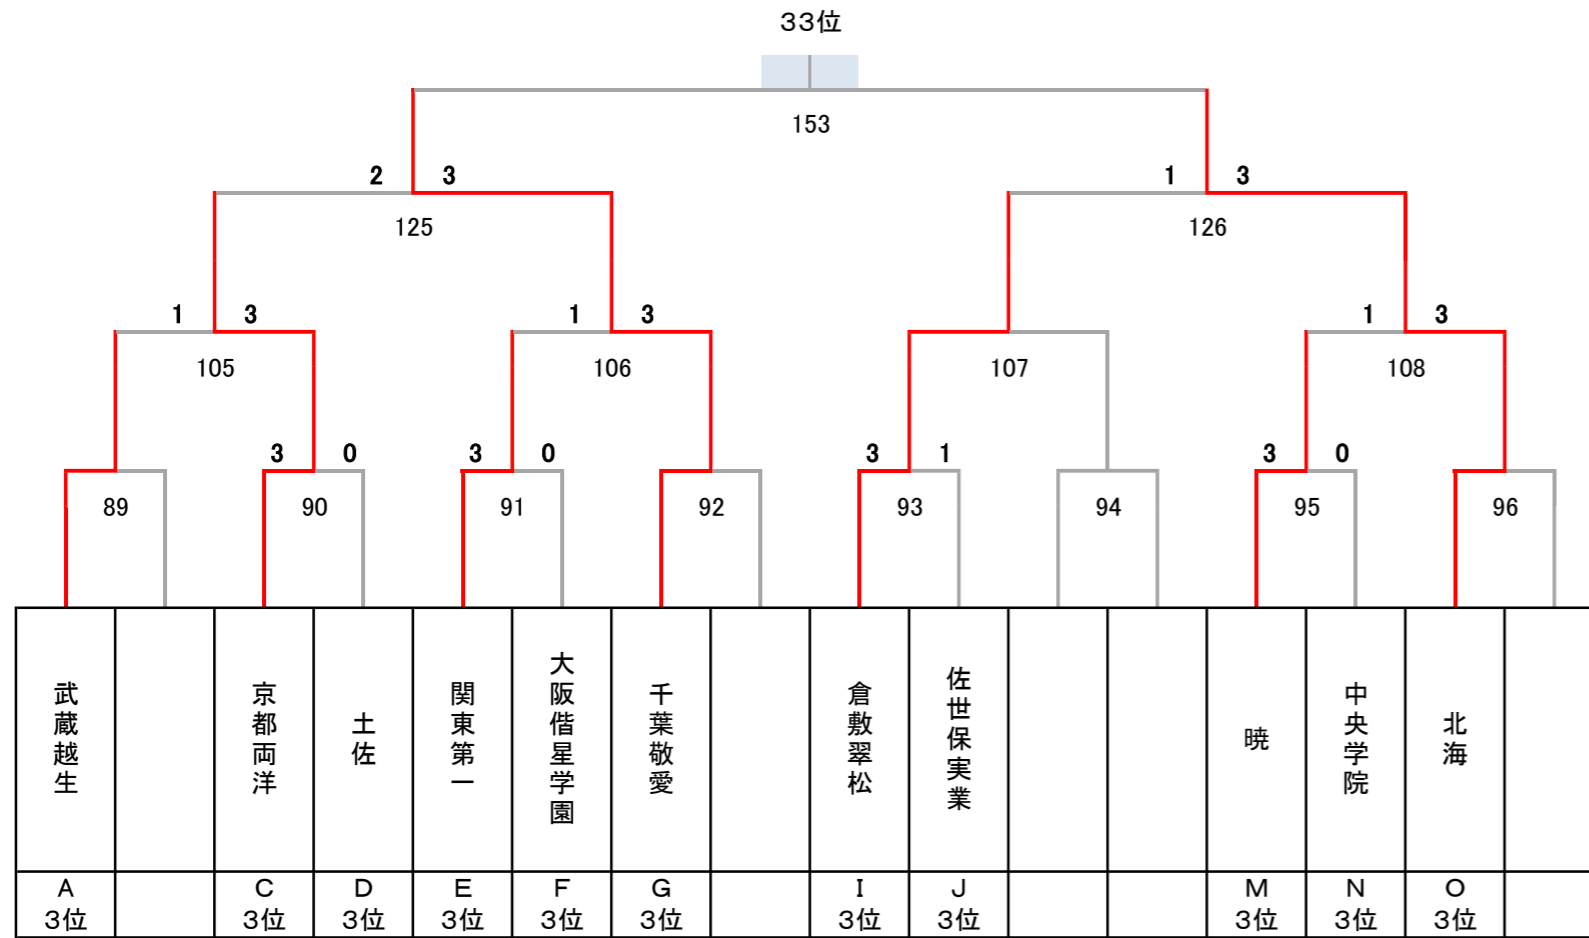 33位
153
2 3
1 3
125
126
1 3
1 3
1 3
105
106
107
108
3 0
3 0
3 1
3 0
89
90
91
92
93
94
95
96
武蔵越生
京都両洋
土佐
関東第一
大阪偕星学園
千葉敬愛
倉敷翠松
佐世保実業
暁
中央学院
北海
A
C
D
E
F
G
I
J
M
N
O
3位
3位
3位
3位
3位
3位
3位
3位
3位
3位
3位